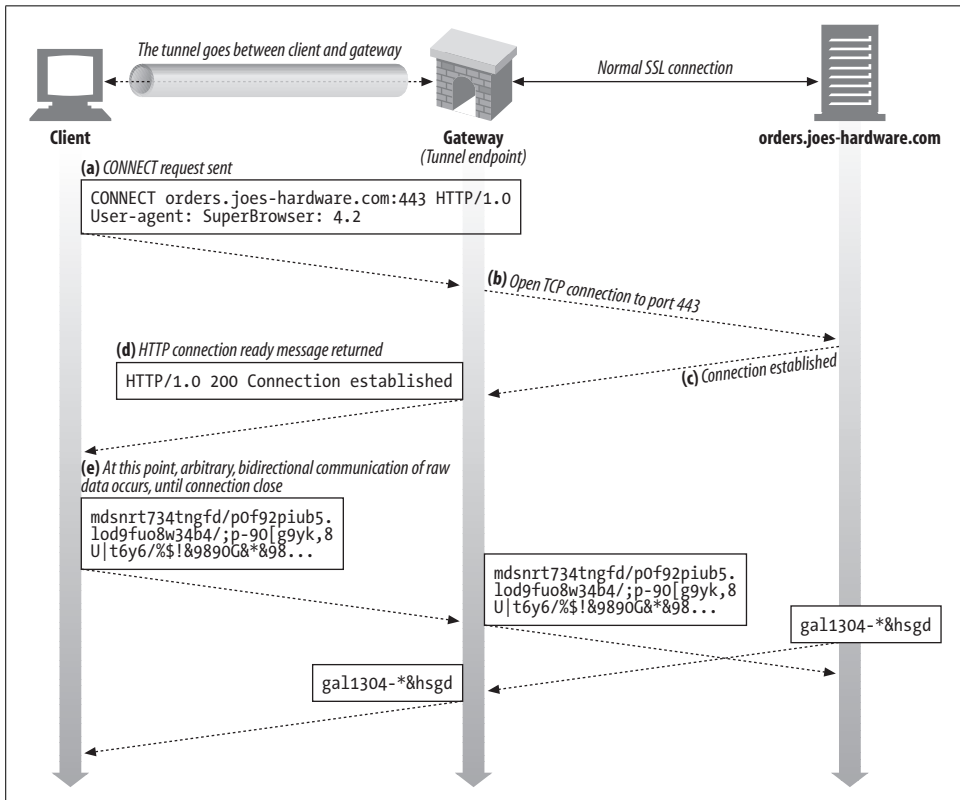 The tunnel goes between client and gateway
Normal SSL connection
Client
Gateway
(Tunnel endpoint)
orders.joes-hardware.com
(a) CONNECT request sent
CONNECT orders.joes-hardware.com:443 HTTP/1.0
User-agent: SuperBrowser: 4.2
(b) Open TCP connection to port 443
(c) Connection established
(d) HTTP connection ready message returned
HTTP/1.0 200 Connection established
(e) At this point, arbitrary, bidirectional communication of raw
data occurs, until connection close
mdsnrt734tngfd/p0f92piub5.
lod9fuo8w34b4/;p-90[g9yk,8
U|t6y6/%$!&9890G&*&98...
mdsnrt734tngfd/p0f92piub5.
lod9fuo8w34b4/;p-90[g9yk,8
U|t6y6/%$!&9890G&*&98...
gal1304-*&hsgd
gal1304-*&hsgd